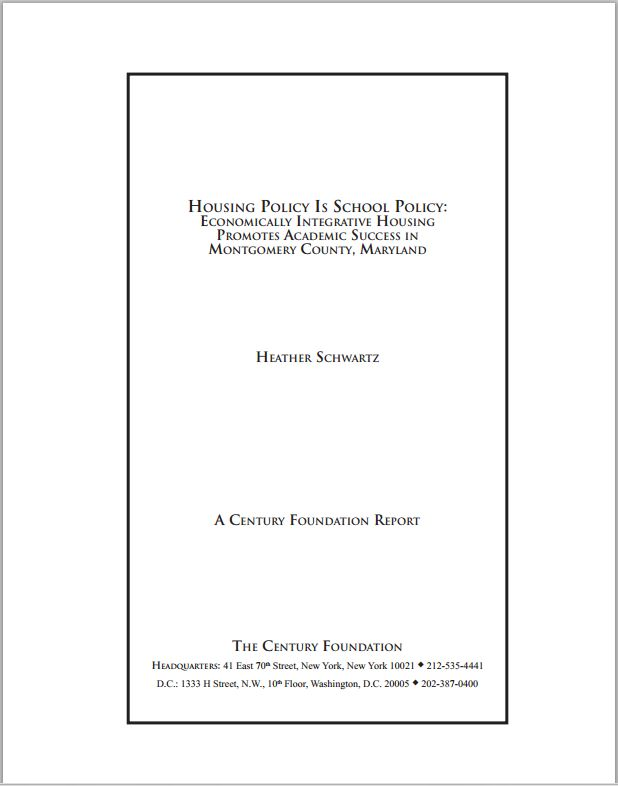 Housing Policy Is School Policy:
Economically Integrative Housing
Promotes Academic Success in
Montgomery County, Maryland
Heather Schwartz
A Century Foundation Report
The Century Foundation
Headquarters: 41 East 70th Street, New York, New York 10021 ◆ 212-535-4441
D.C.: 1333 H Street, N.W., 10th Floor, Washington, D.C. 20005 ◆ 202-387-0400